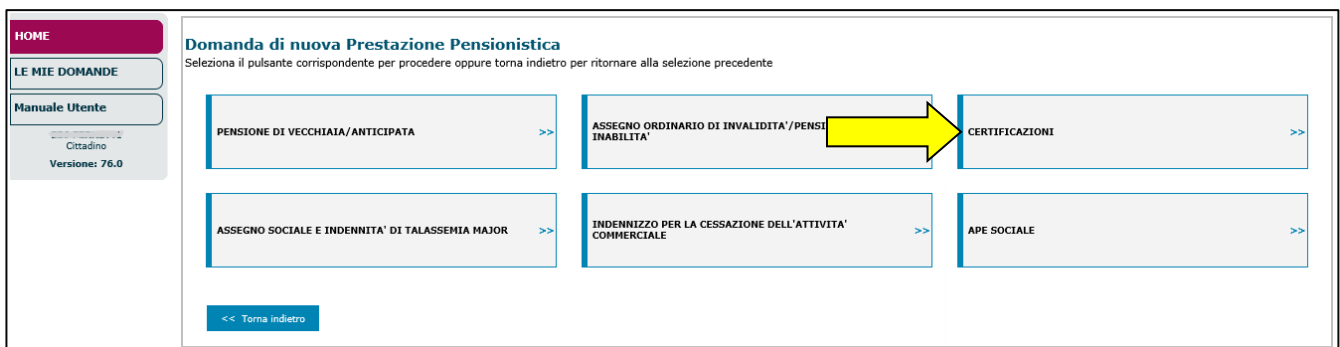 HOME
LE MIE DOMANDE
Manuale Utente
Cittadino
Versione: 76.0
Domanda di nuova Prestazione Pensionistica
Seleziona il pulsante corrispondente per procedere oppure torna indietro per ritornare alla selezione precedente
PENSIONE DI VECCHIAIA/ANTICIPATA >>
ASSEGNO ORDINARIO DI INVALIDITA'/PENSI
INABILITA'
CERTIFICAZIONI >>
ASSEGNO SOCIALE E INDENNITA' DI TALASSEMIA MAJOR >>
INDENNIZZO PER LA CESSAZIONE DELL'ATTIVITA'
COMMERCIALE >>
APE SOCIALE >>
<< Torna indietro